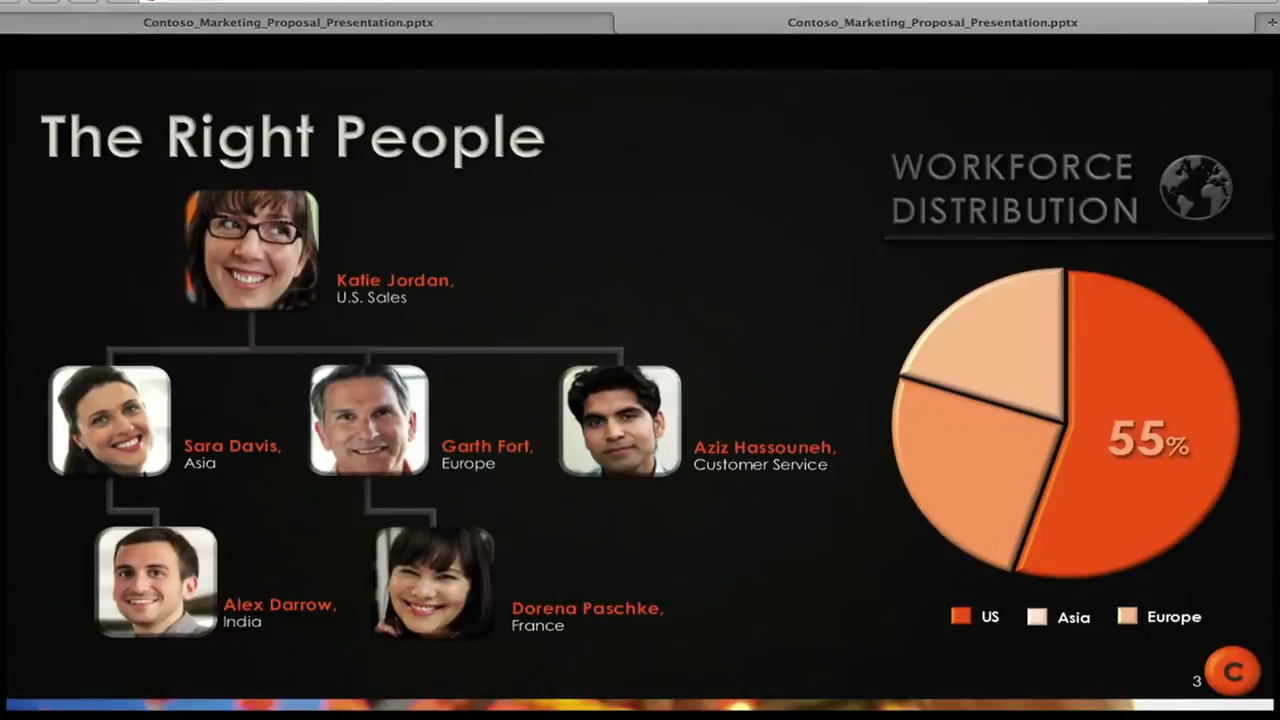 Contoso_Marketing_Proposal_Presentation.pptx
Contoso_Marketing_Proposal_Presentation.pptx
The Right People
WORKFORCE
DISTRIBUTION
Katie Jordan,
U.S. Sales
Sara Davis,
Asia
Garth Fort,
Europe
Aziz Hassouneh,
Customer Service
55%
Alex Darrow,
India
Dorena Paschke,
France
US
Asia
Europe
3
C